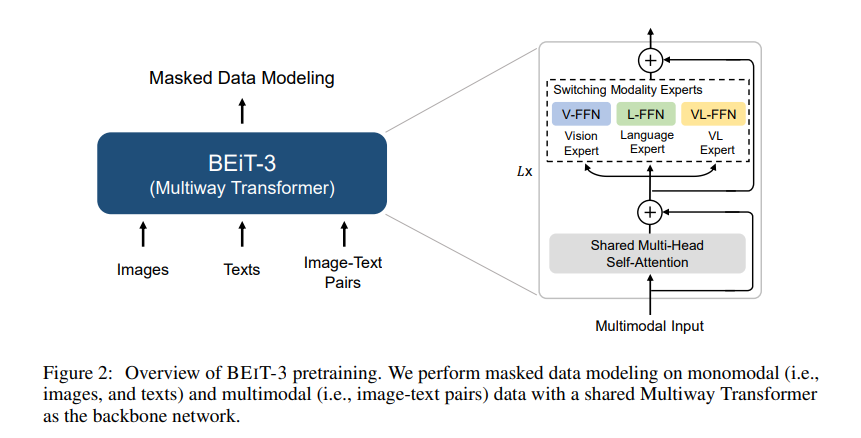 Masked Data Modeling
BEiT-3
(Multiway Transformer)
Images
Texts
Image-Text
Pairs
Switching Modality Experts
V-FFN
L-FFN
VL-FFN
Vision
Expert
Language
Expert
VL
Expert
Lx
Shared Multi-Head
Self-Attention
Multimodal Input
Figure 2: Overview of BEIT-3 pretraining. We perform masked data modeling on monomodal (i.e.,
images, and texts) and multimodal (i.e., image-text pairs) data with a shared Multiway Transformer
as the backbone network.